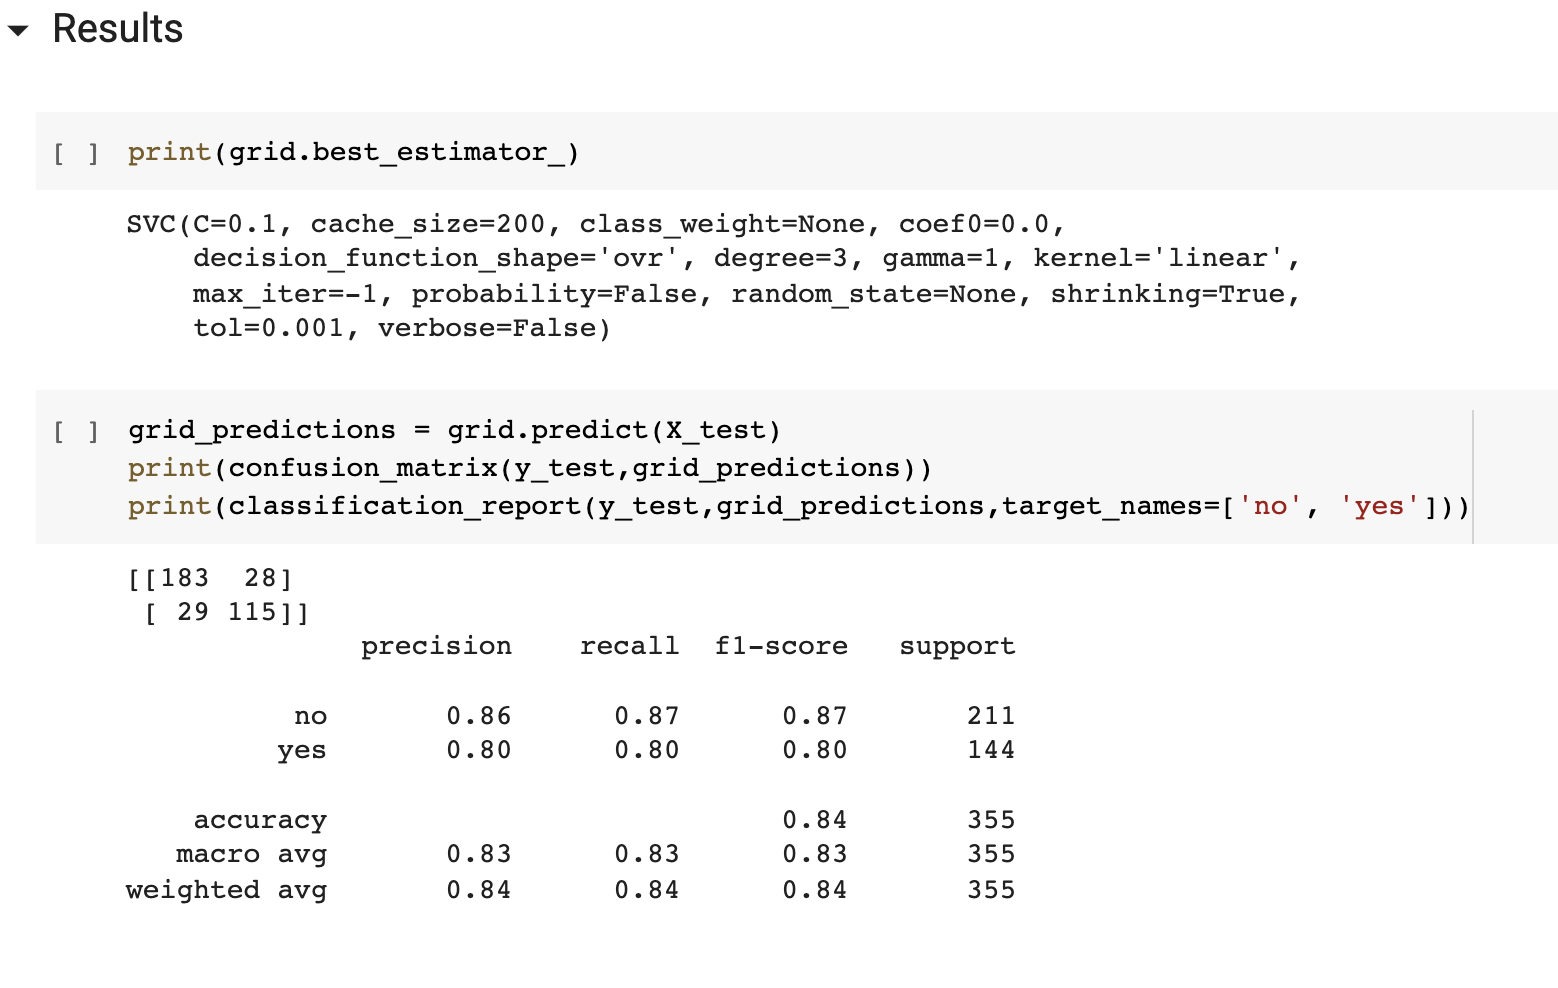 Results
[ ] print(grid.best_estimator_)
SVC(C=0.1, cache_size=200, class_weight=None, coef0=0.0,
    decision_function_shape='ovr', degree=3, gamma=1, kernel='linear',
    max_iter=-1, probability=False, random_state=None, shrinking=True,
    tol=0.001, verbose=False)
[ ] grid_predictions = grid.predict(X_test)
print(confusion_matrix(y_test,grid_predictions))
print(classification_report(y_test,grid_predictions,target_names=['no', 'yes']))
[[183  28]
 [ 29 115]]
              precision    recall  f1-score   support
          no       0.86      0.87      0.87       211
         yes       0.80      0.80      0.80       144
    accuracy                           0.84       355
   macro avg       0.83      0.83      0.83       355
weighted avg       0.84      0.84      0.84       355